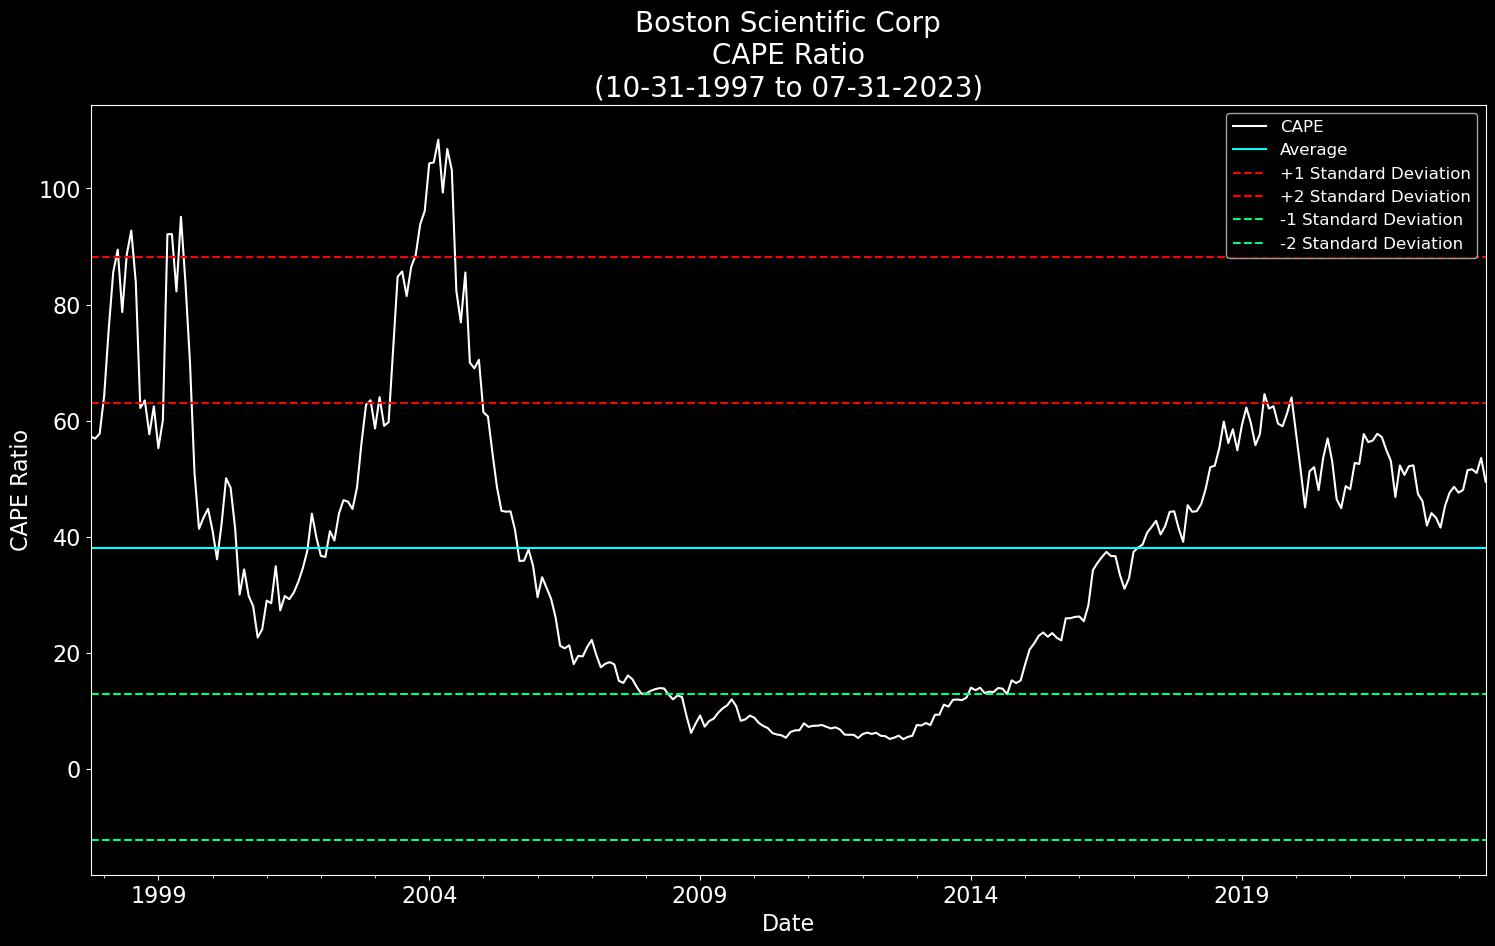 Boston Scientific Corp
CAPE Ratio
(10-31-1997 to 07-31-2023)
CAPE
Average
+1 Standard Deviation
+2 Standard Deviation
-1 Standard Deviation
-2 Standard Deviation
100
80
60
40
20
0
CAPE Ratio
1999 2004 2009 2014 2019
Date